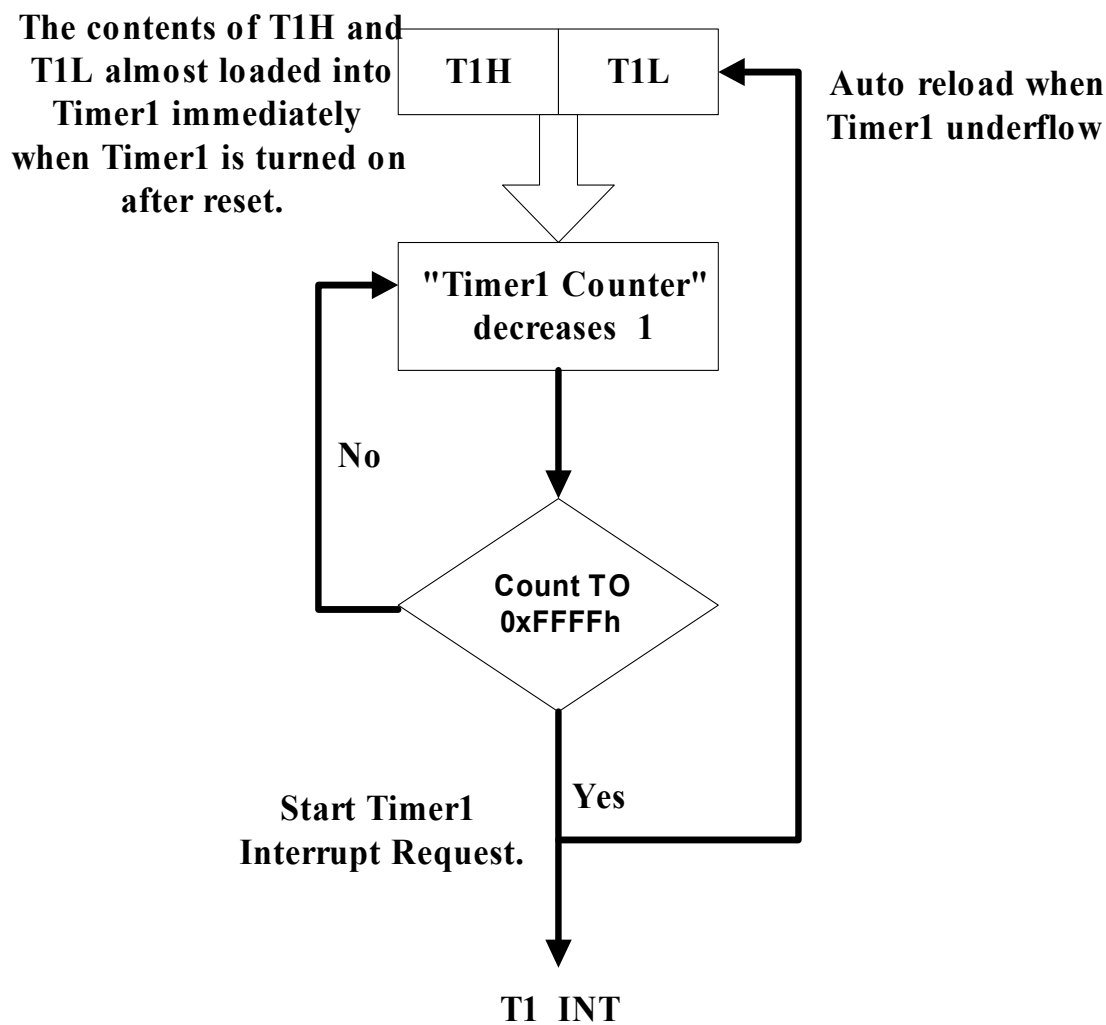 The contents of T1H and
T1L almost loaded into
Timer1 immediately
when Timer1 is turned on
after reset.
T1H
T1L
Auto reload when
Timer1 underflow
"Timer1 Counter"
decreases 1
No
Count TO
0xFFFFh
Yes
Start Timer1
Interrupt Request.
T1 INT